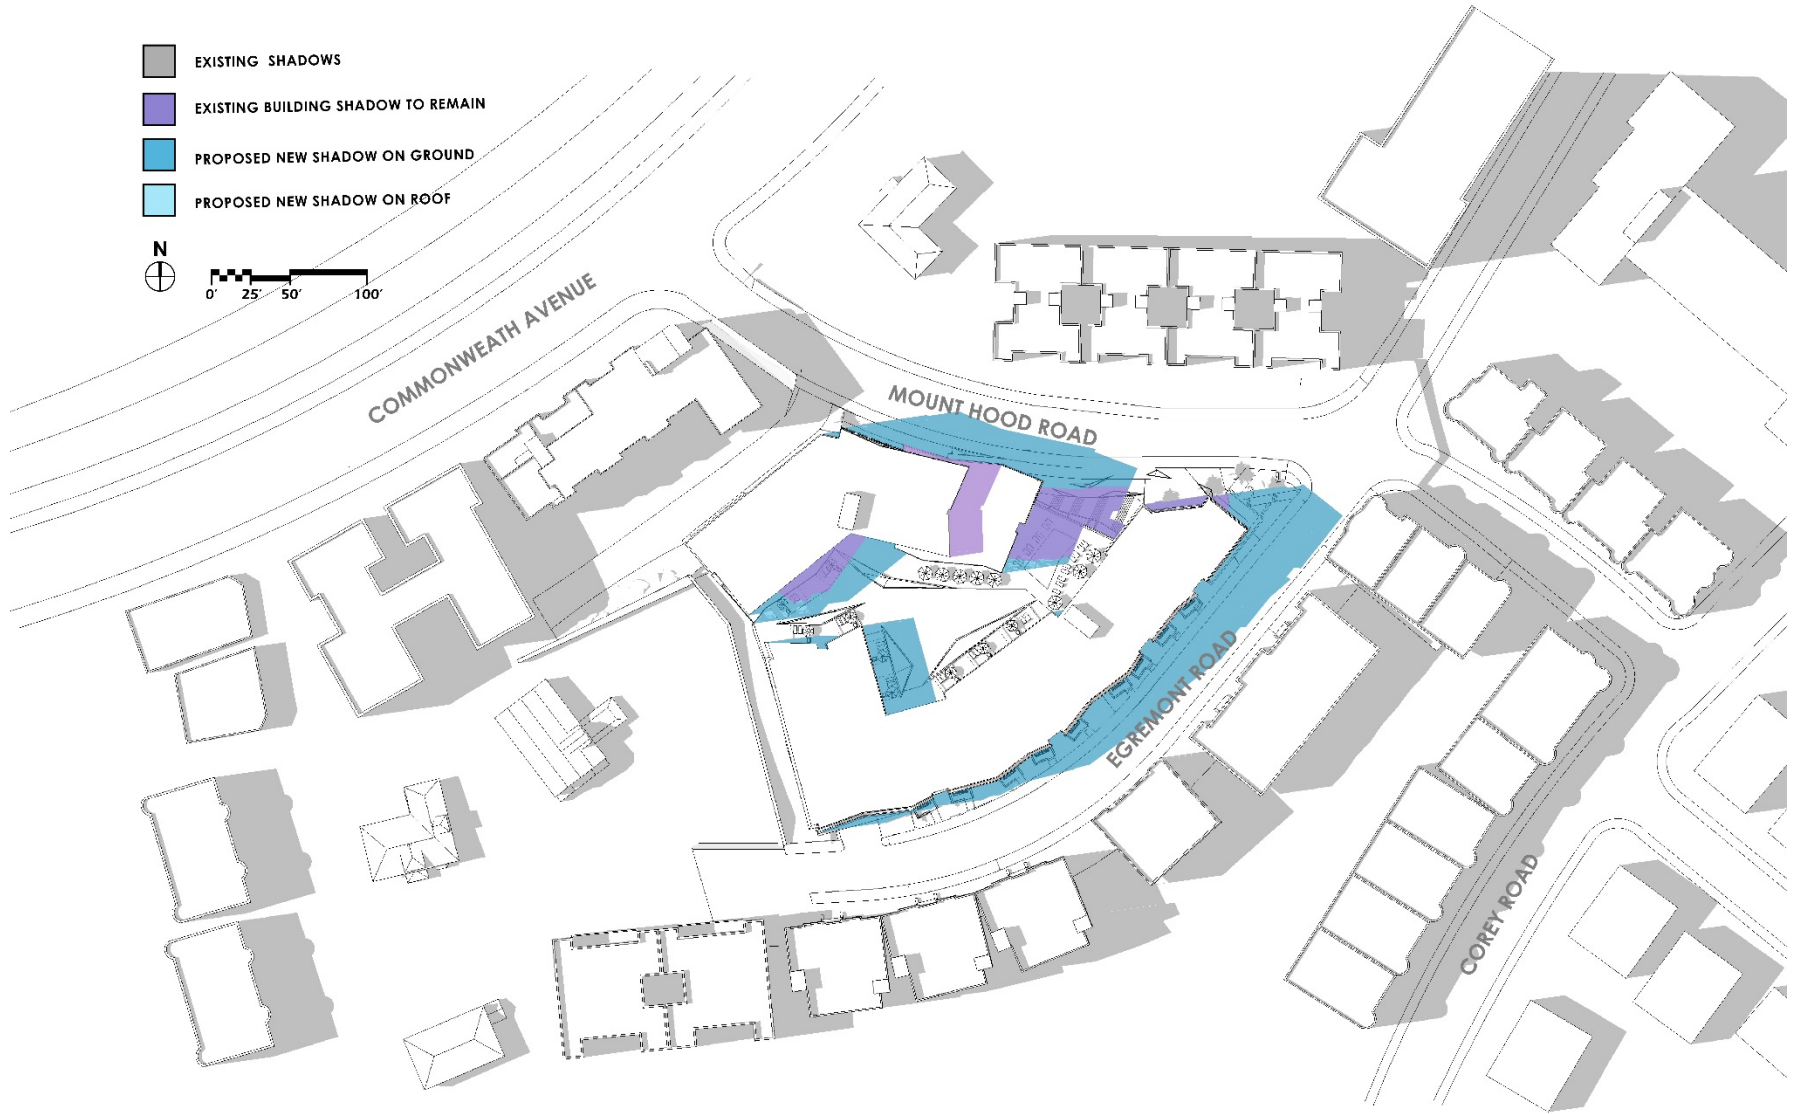 EXISTING SHADOWS
EXISTING BUILDING SHADOW TO REMAIN
PROPOSED NEW SHADOW ON GROUND
PROPOSED NEW SHADOW ON ROOF
N
0' 25' 50' 100'
COMMONWEATH AVENUE
MOUNT HOOD ROAD
EGREMONT ROAD
COREY ROAD